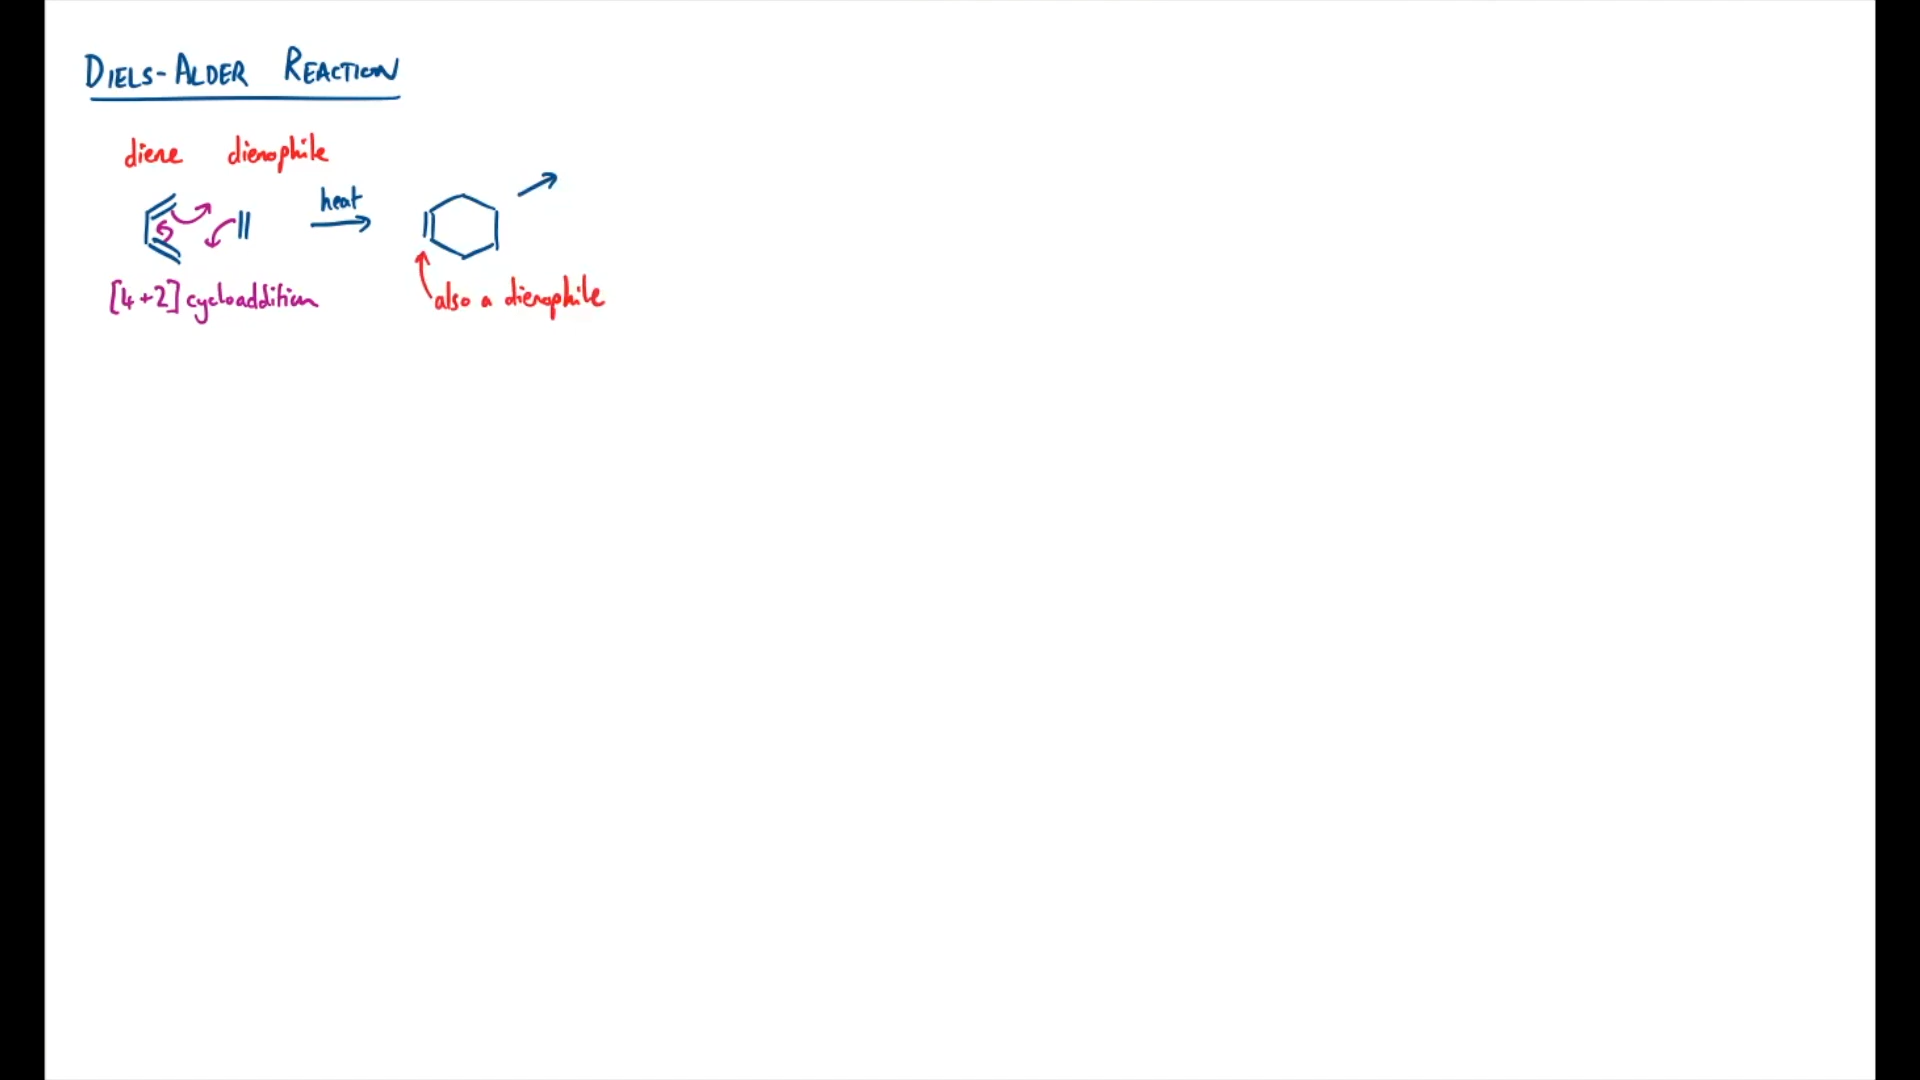 DIELS-ALDER REACTION
diene dienophile
heat
[4+2] cycloaddition
also a dienophile